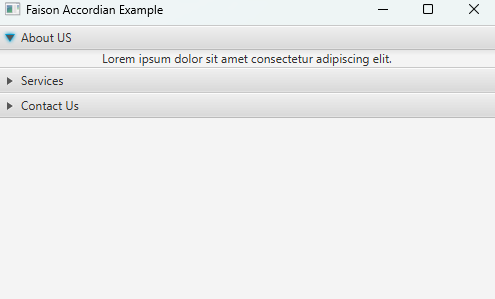 Faison Accordian Example
About US
Lorem ipsum dolor sit amet consectetur adipiscing elit.
Services
Contact Us